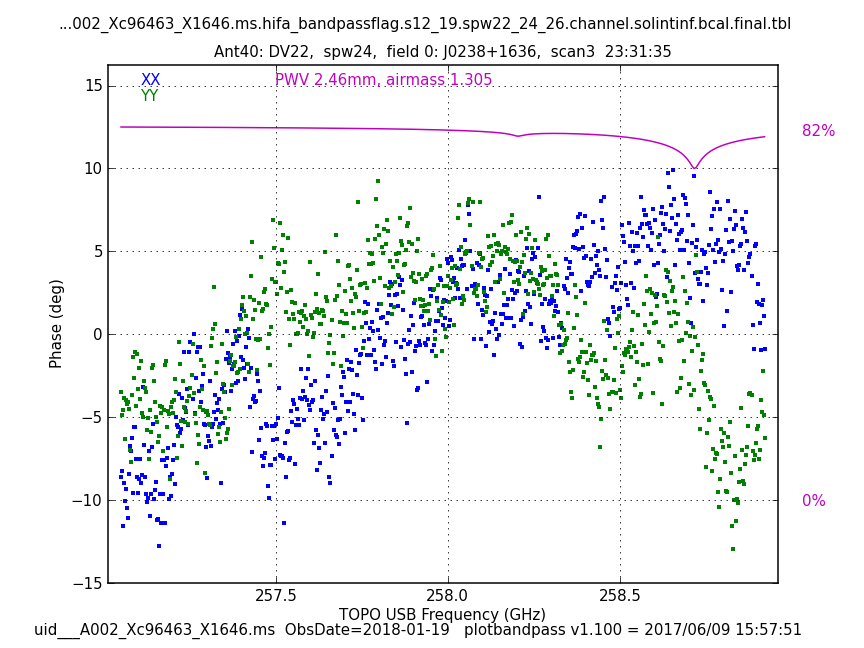 ...002_Xc96463_X1646.ms.hifa_bandpassflag.s12_19.spw22_24_26.channel.solintinf.bcal.final.tbl
Ant40: DV22,  spw24,  field 0: J0238+1636,  scan3  23:31:35
XX
PWV 2.46mm, airmass 1.305
YY
15
10
5
0
−5
−10
−15
Phase (deg)
82%
0%
257.5
258.0
258.5
TOPO USB Frequency (GHz)
uid___A002_Xc96463_X1646.ms  ObsDate=2018-01-19   plotbandpass v1.100 = 2017/06/09 15:57:51